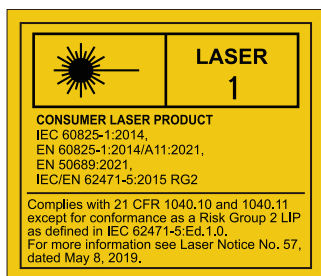 LASER
1
CONSUMER LASER PRODUCT
IEC 60825-1:2014,
EN 60825-1:2014/A11:2021,
EN 50689:2021,
IEC/EN 62471-5:2015 RG2
Complies with 21 CFR 1040.10 and 1040.11
except for conformance as a Risk Group 2 LIP
as defined in IEC 62471-5:Ed.1.0.
For more information see Laser Notice No. 57,
dated May 8, 2019.